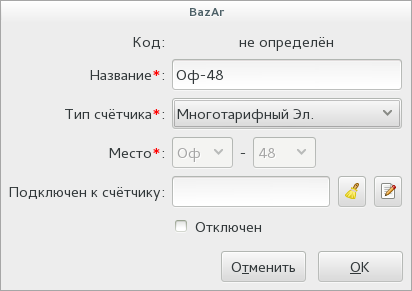 BazAr
Код: не определён
Название*: Оф-48
Тип счётчика*: Многотарифный Эл.
Место*: Оф - 48
Подключен к счётчику:
Отключен
Отменить OK